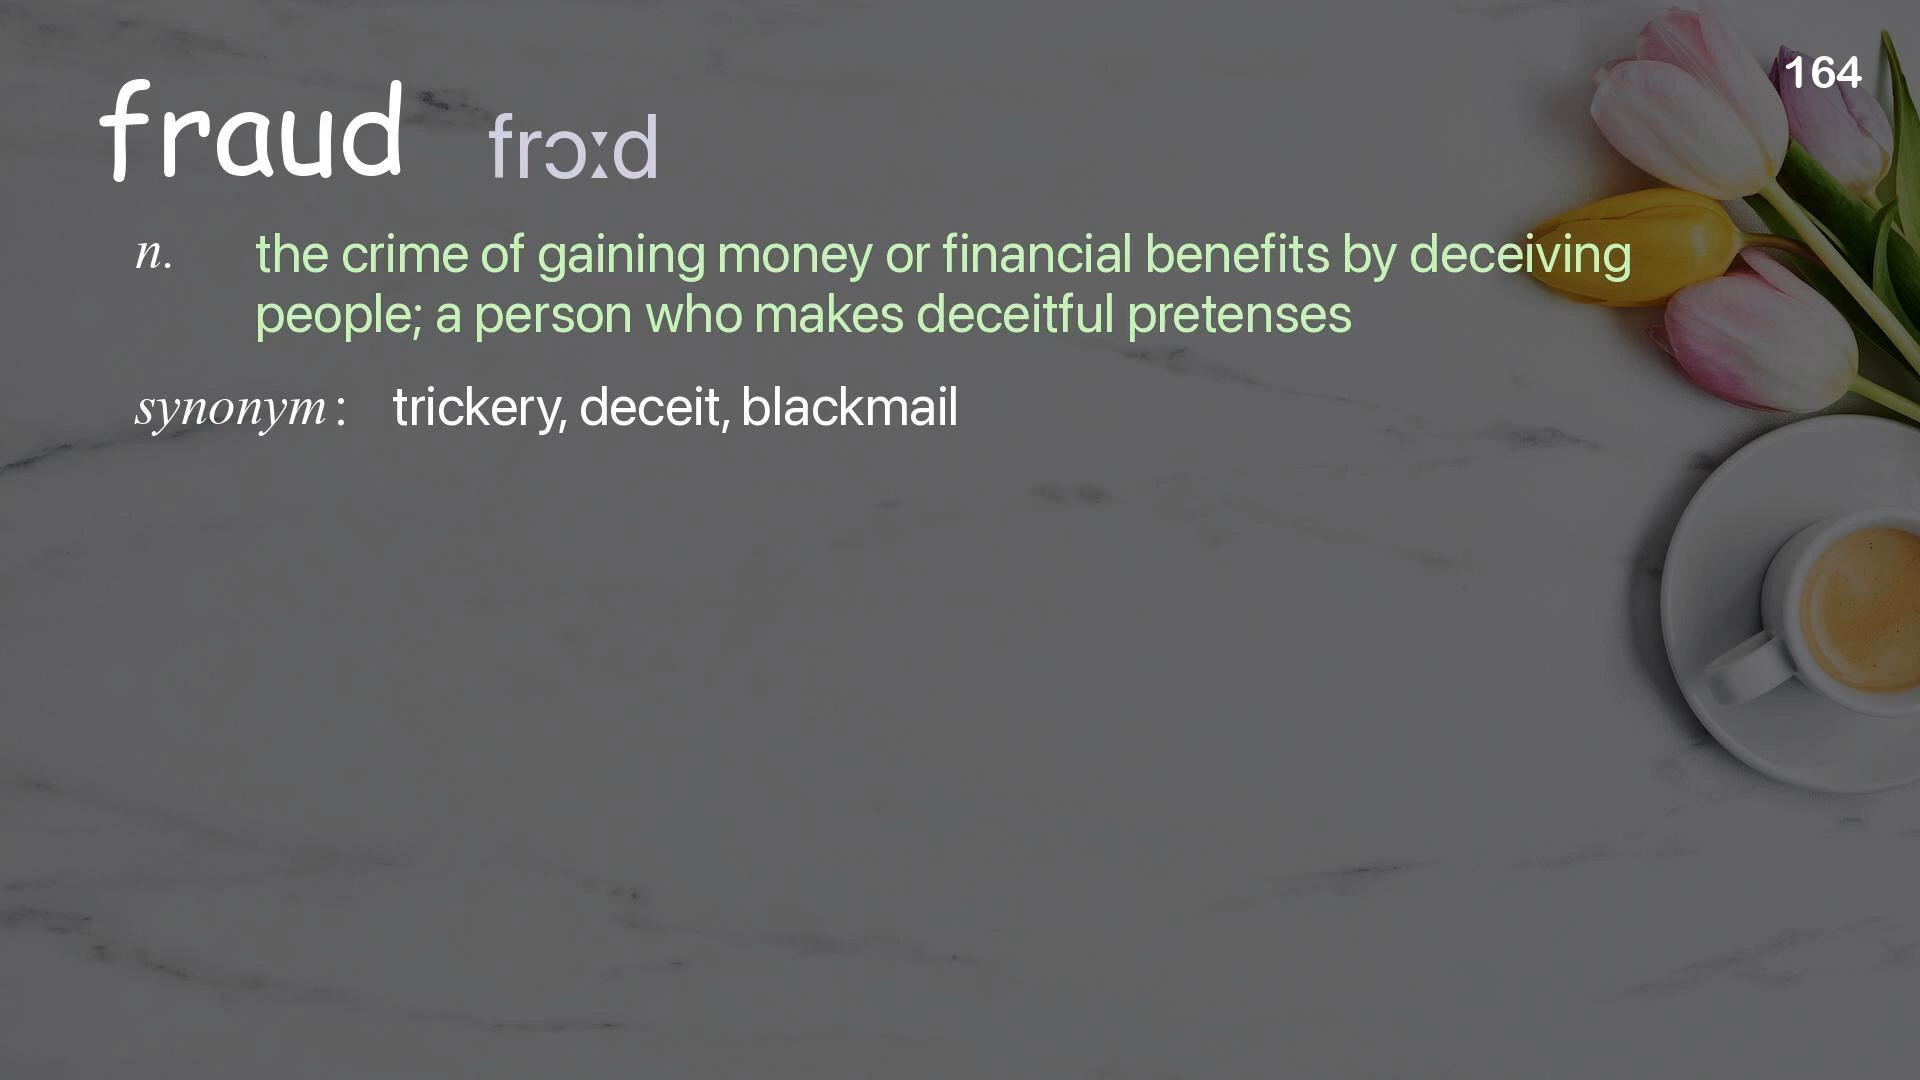 164
fraud frɔːd
n. the crime of gaining money or financial benefits by deceiving
people; a person who makes deceitful pretenses
synonym: trickery, deceit, blackmail